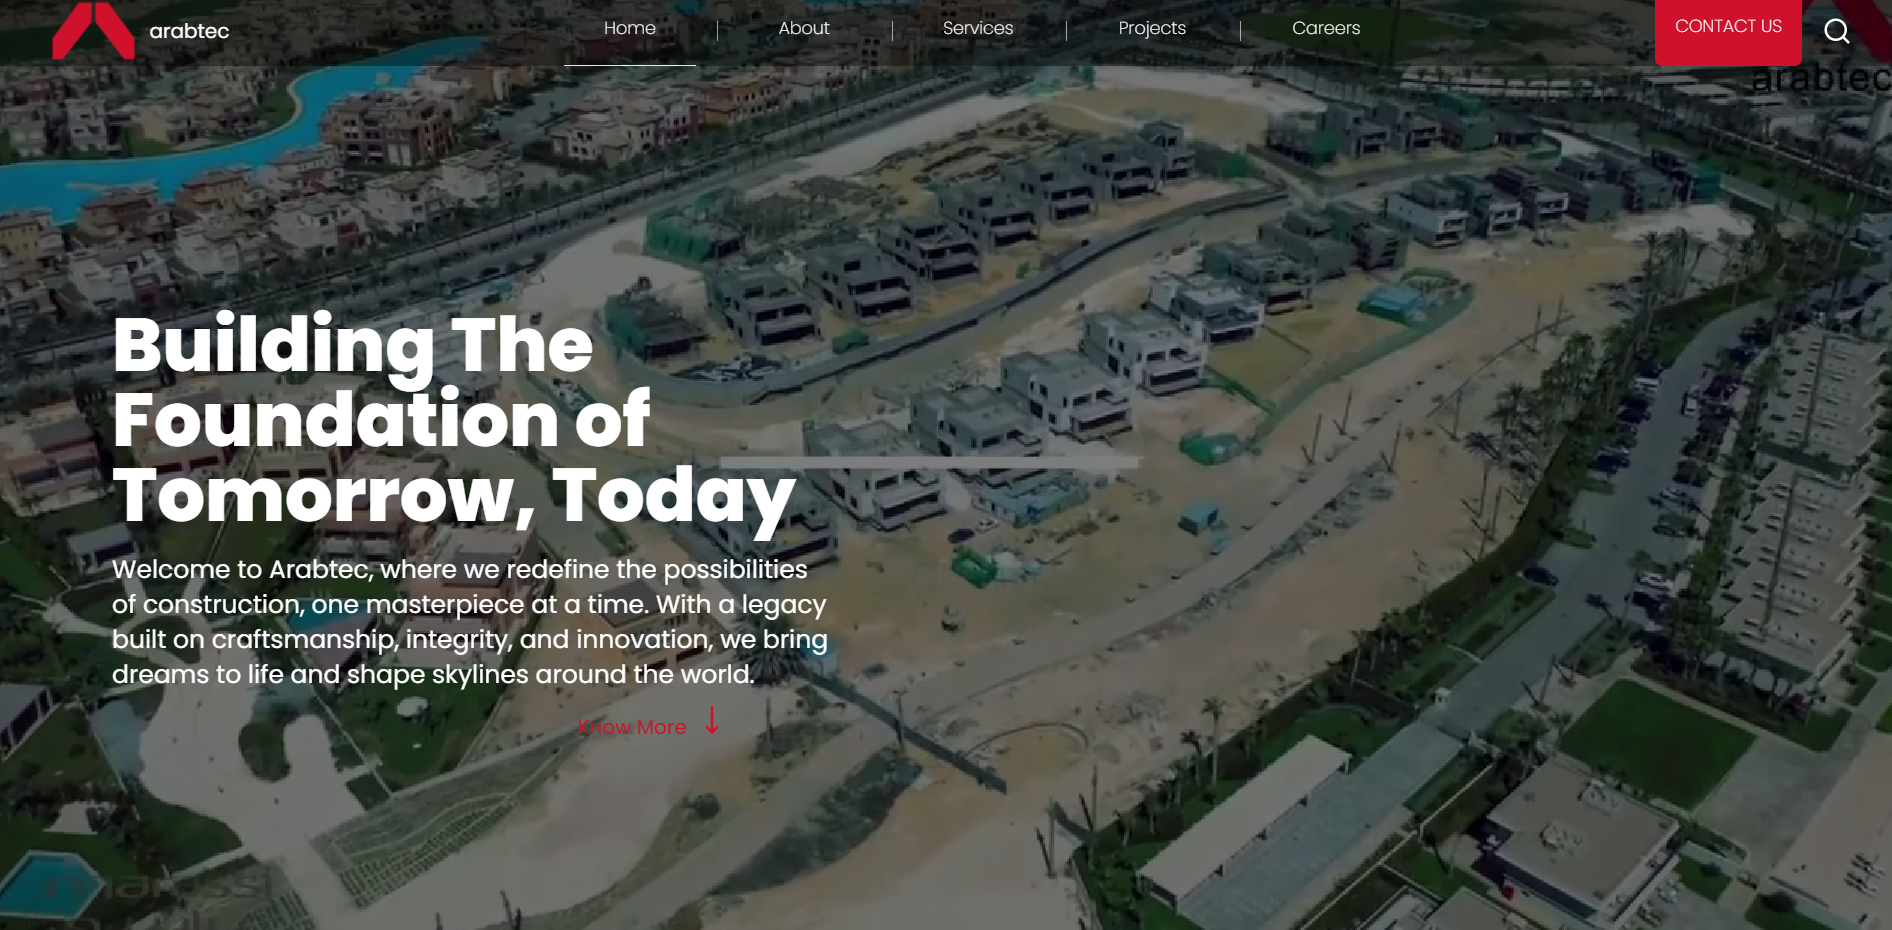 arabtec
Home
About
Services
Projects
Careers
CONTACT US
arabtec
Building The
Foundation of
Tomorrow, Today
Welcome to Arabtec, where we redefine the possibilities
of construction, one masterpiece at a time. With a legacy
built on craftsmanship, integrity, and innovation, we bring
dreams to life and shape skylines around the world.
Know More